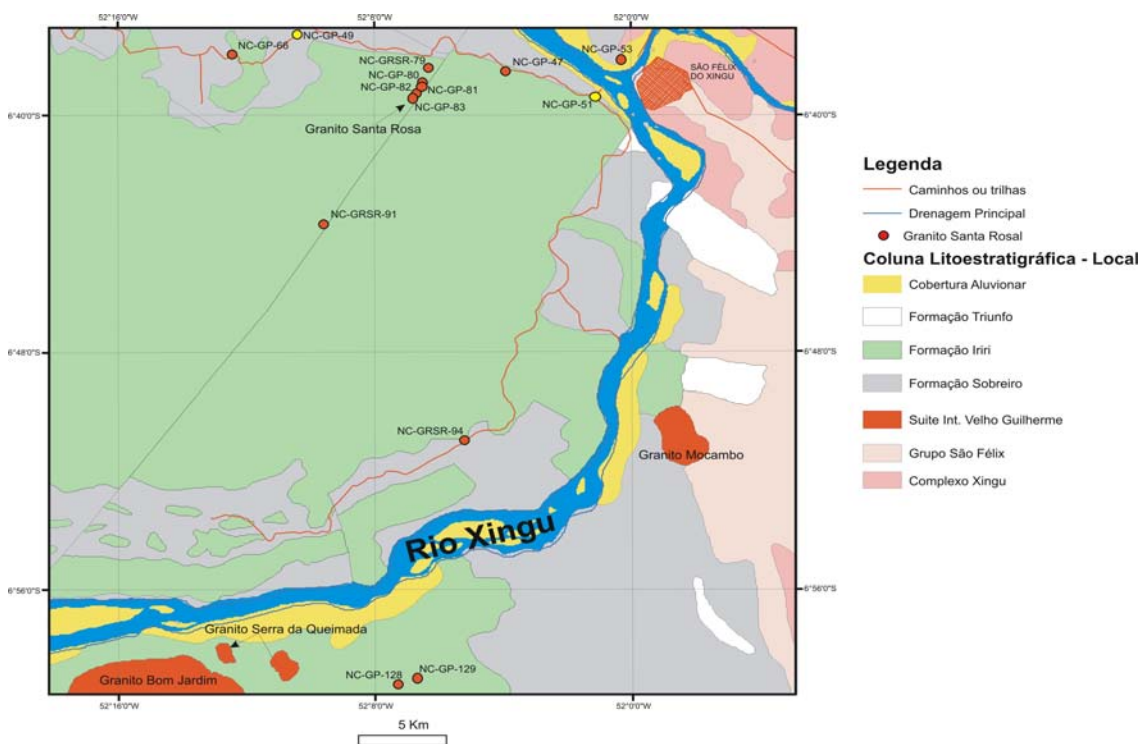 52°16'0"W 52°8'0"W 52°0'0"W
NC-GP-66
NC-GP-49
NC-GRSR-79
NC-GP-80
NC-GP-82
NC-GP-81
NC-GP-83
NC-GP-47
NC-GP-53
SÃO FÉLIX
DO XINGU
NC-GP-51
6°40'0"S
6°40'0"S
Granito Santa Rosa
NC-GRSR-91
6°48'0"S
6°48'0"S
NC-GRSR-94
Granito Mocambo
Rio Xingu
6°56'0"S
6°56'0"S
Granito Serra da Queimada
Granito Bom Jardim
NC-GP-128
NC-GP-129
52°16'0"W 52°8'0"W 52°0'0"W
5 Km
Legenda
Caminhos ou trilhas
Drenagem Principal
Granito Santa Rosal
Coluna Litoestratigráfica - Local
Cobertura Aluvionar
Formação Triunfo
Formação Iriri
Formação Sobreiro
Suite Int. Velho Guilherme
Grupo São Félix
Complexo Xingu